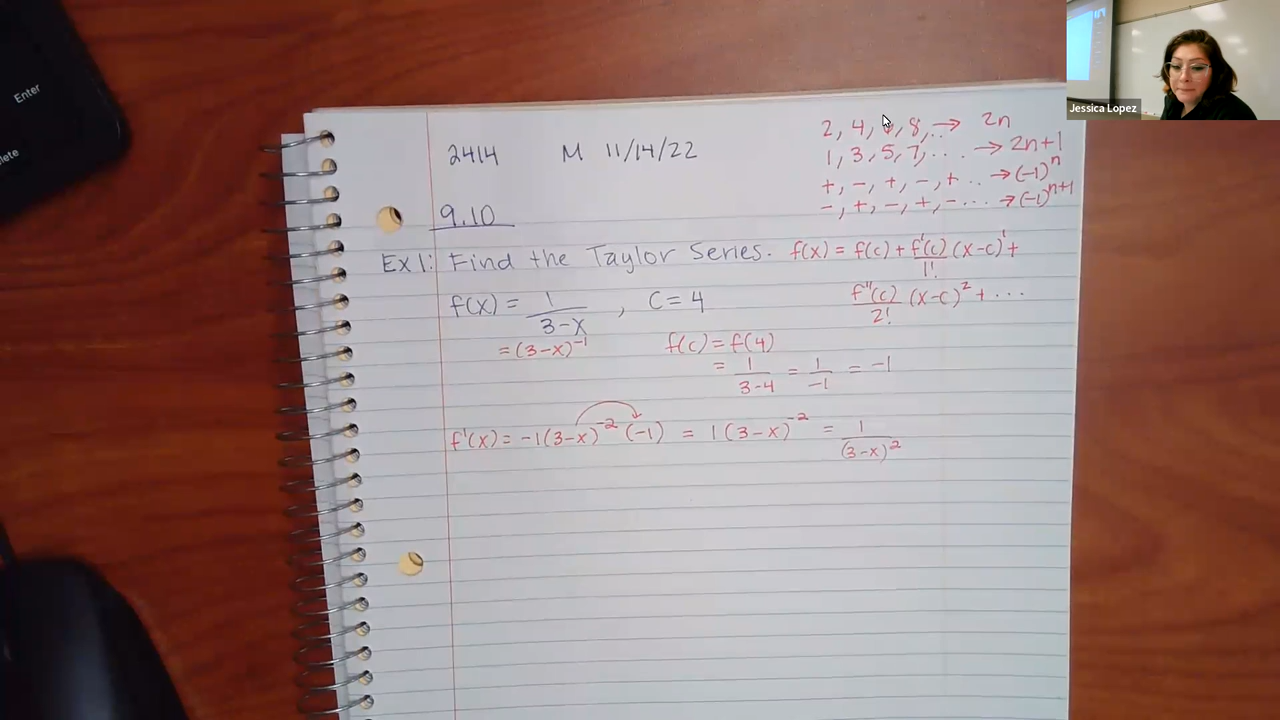 Enter
lete
Jessica Lopez
2, 4, 6, 8, .. → 2n
1, 3, 5, 7, ... → 2n+1
+, -, +, -, + .. → (-1)^n
-, +, -, +, - ... → (-1)^{n+1}
2414 M 11/14/22
9.10
Ex 1: Find the Taylor Series. f(x) = f(c) + f'(c)/1! (x-c)^1 +
f''(c)/2! (x-c)^2 + ...
f(x) = 1/(3-x) , C = 4
= (3-x)^{-1}
f(c) = f(4)
= 1/(3-4) = 1/-1 = -1
f'(x) = -1(3-x)^{-2} (-1) = 1(3-x)^{-2} = 1/(3-x)^2